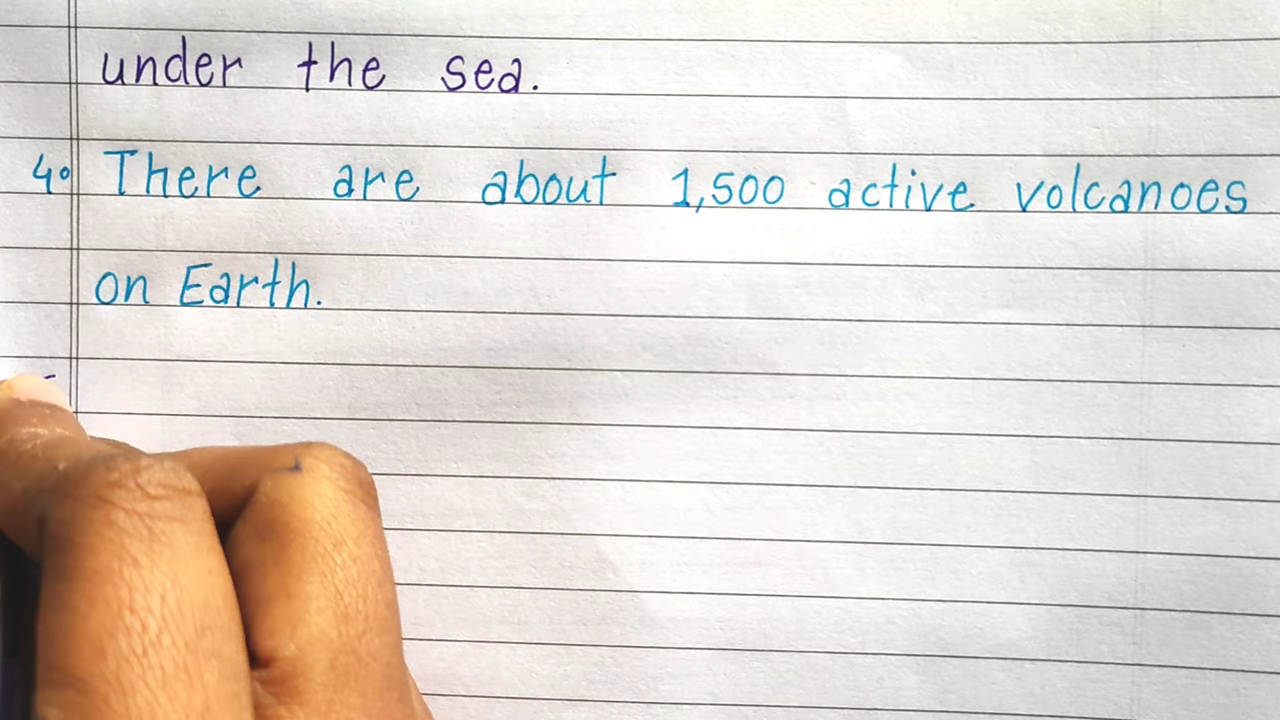 under the sea.
4. There are about 1,500 active volcanoes
on Earth.